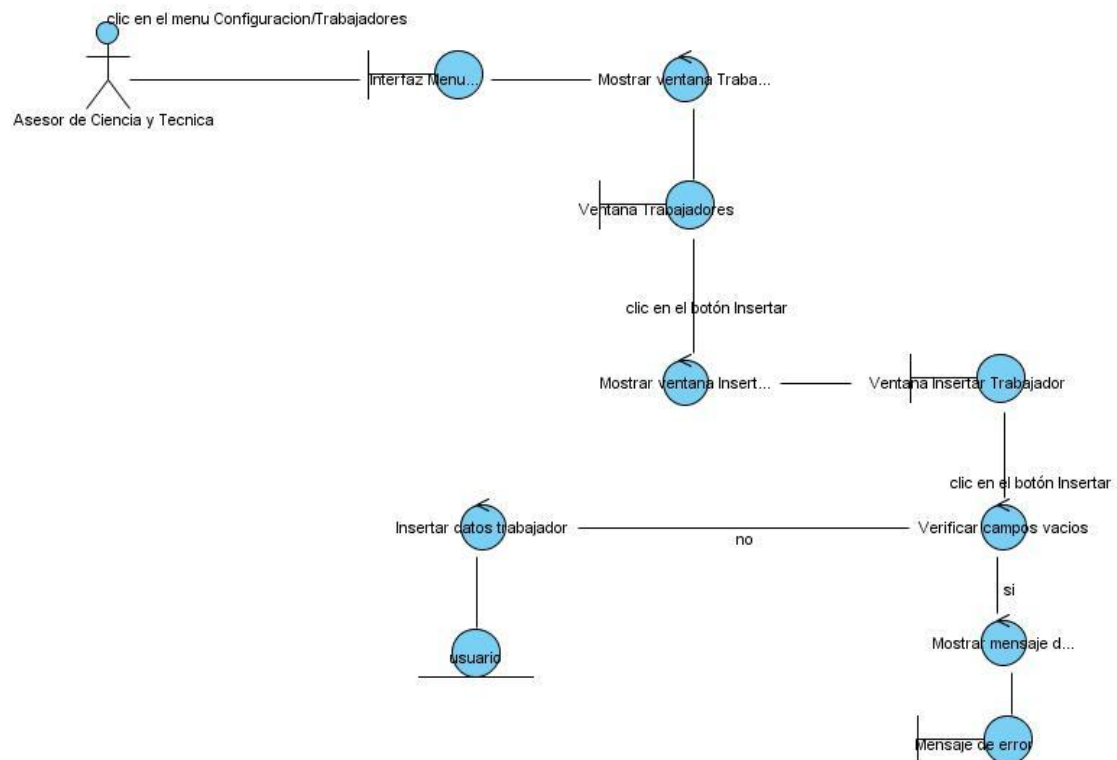 clic en el menu Configuracion/Trabajadores
Interfaz Menu...
Mostrar ventana Traba...
Asesor de Ciencia y Tecnica
Ventana Trabajadores
clic en el botón Insertar
Mostrar ventana Insert...
Ventana Insertar Trabajador
clic en el botón Insertar
Insertar datos trabajador
no
Verificar campos vacios
si
Mostrar mensaje d...
usuario
Mensaje de error